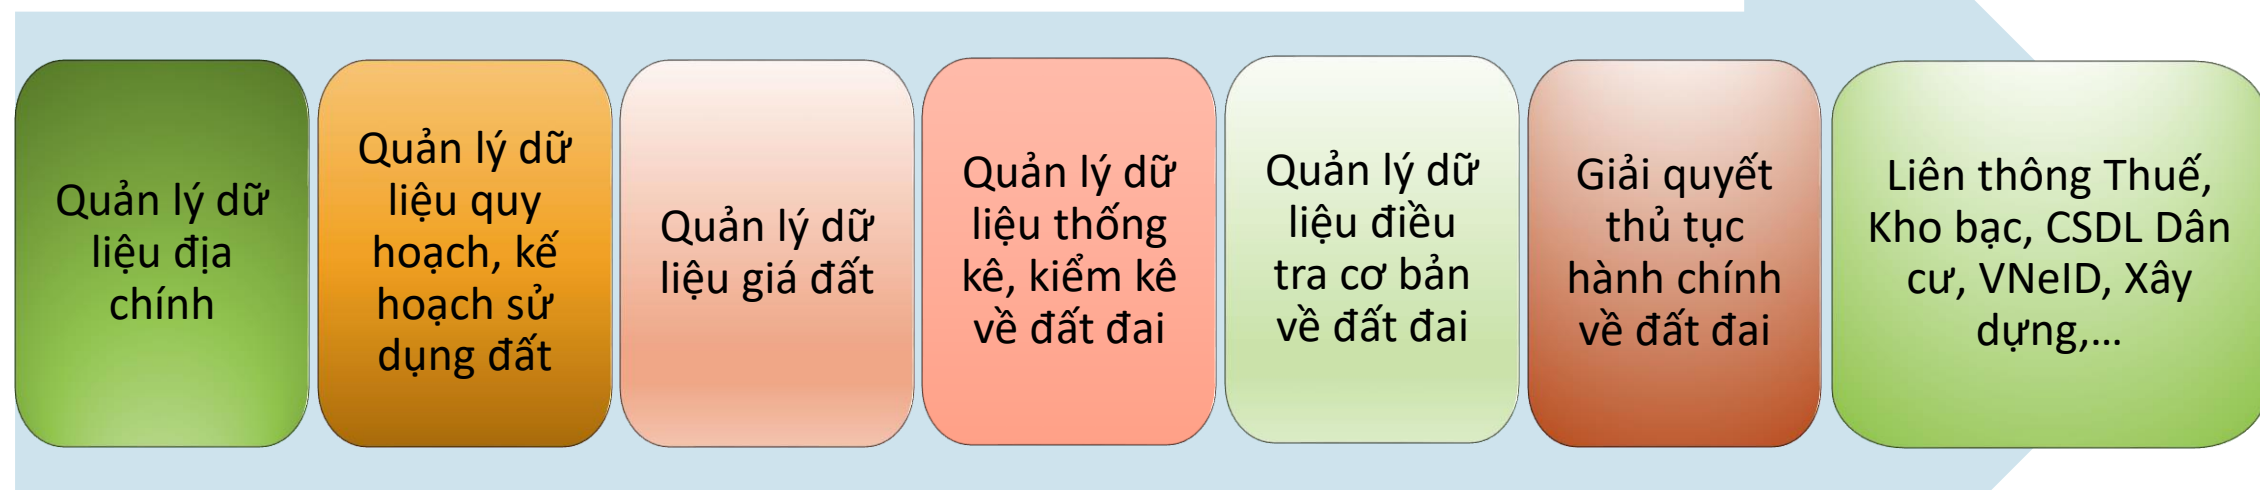 Quản lý dữ
liệu địa
chính
Quản lý dữ
liệu quy
hoạch, kế
hoạch sử
dụng đất
Quản lý dữ
liệu giá đất
Quản lý dữ
liệu thống
kê, kiểm kê
về đất đai
Quản lý dữ
liệu điều
tra cơ bản
về đất đai
Giải quyết
thủ tục
hành chính
về đất đai
Liên thông Thuế,
Kho bạc, CSDL Dân
cư, VNeID, Xây
dựng,...